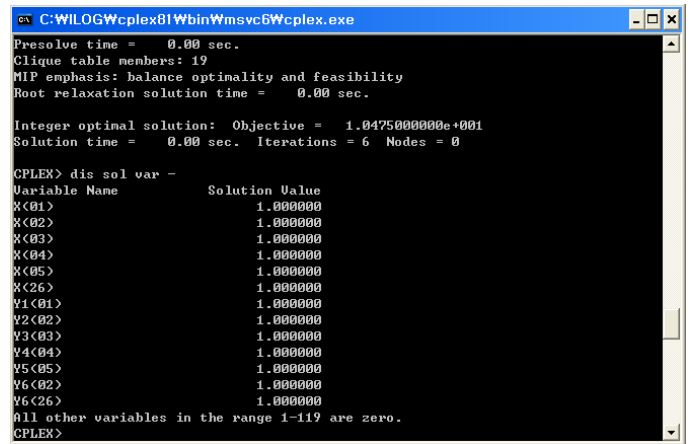 C:₩ILOG₩cplex81₩bin₩msvc6₩cplex.exe
Presolve time =    0.00 sec.
Clique table members: 19
MIP emphasis: balance optimality and feasibility
Root relaxation solution time =    0.00 sec.
Integer optimal solution:  Objective =   1.0475000000e+001
Solution time =    0.00 sec.  Iterations = 6  Nodes = 0
CPLEX> dis sol var -
Variable Name           Solution Value
X(01)                         1.000000
X(02)                         1.000000
X(03)                         1.000000
X(04)                         1.000000
X(05)                         1.000000
X(26)                         1.000000
Y1(01)                        1.000000
Y2(02)                        1.000000
Y3(03)                        1.000000
Y4(04)                        1.000000
Y5(05)                        1.000000
Y6(02)                        1.000000
Y6(26)                        1.000000
All other variables in the range 1-119 are zero.
CPLEX>